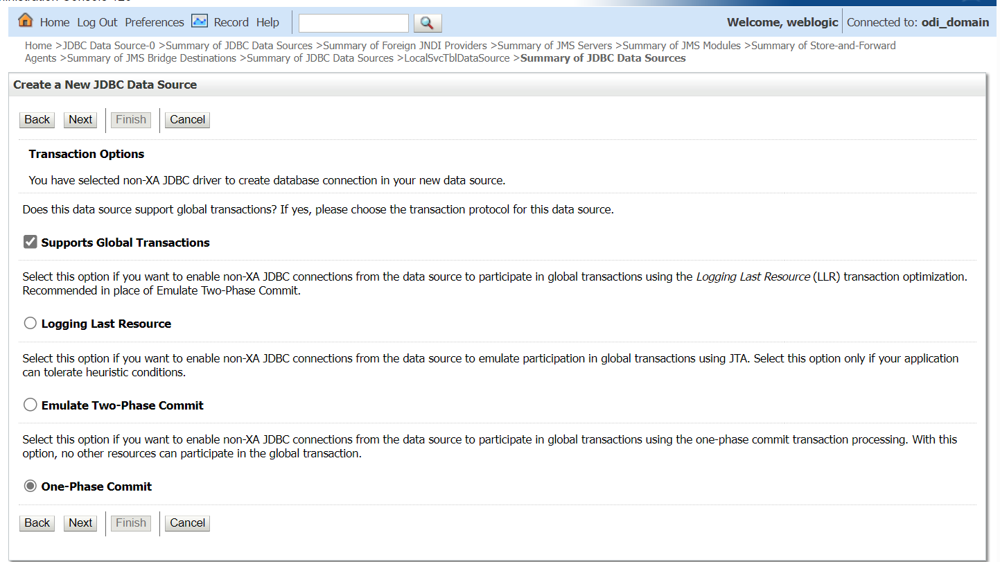 Home Log Out Preferences Record Help
Welcome, weblogic Connected to: odi_domain
Home >JDBC Data Source-0 >Summary of JDBC Data Sources >Summary of Foreign JNDI Providers >Summary of JMS Servers >Summary of JMS Modules >Summary of Store-and-Forward
Agents >Summary of JMS Bridge Destinations >Summary of JDBC Data Sources >LocalSvcTblDataSource >Summary of JDBC Data Sources
Create a New JDBC Data Source
Back Next Finish Cancel
Transaction Options
You have selected non-XA JDBC driver to create database connection in your new data source.
Does this data source support global transactions? If yes, please choose the transaction protocol for this data source.
Supports Global Transactions
Select this option if you want to enable non-XA JDBC connections from the data source to participate in global transactions using the Logging Last Resource (LLR) transaction optimization.
Recommended in place of Emulate Two-Phase Commit.
Logging Last Resource
Select this option if you want to enable non-XA JDBC connections from the data source to emulate participation in global transactions using JTA. Select this option only if your application
can tolerate heuristic conditions.
Emulate Two-Phase Commit
Select this option if you want to enable non-XA JDBC connections from the data source to participate in global transactions using the one-phase commit transaction processing. With this
option, no other resources can participate in the global transaction.
One-Phase Commit
Back Next Finish Cancel